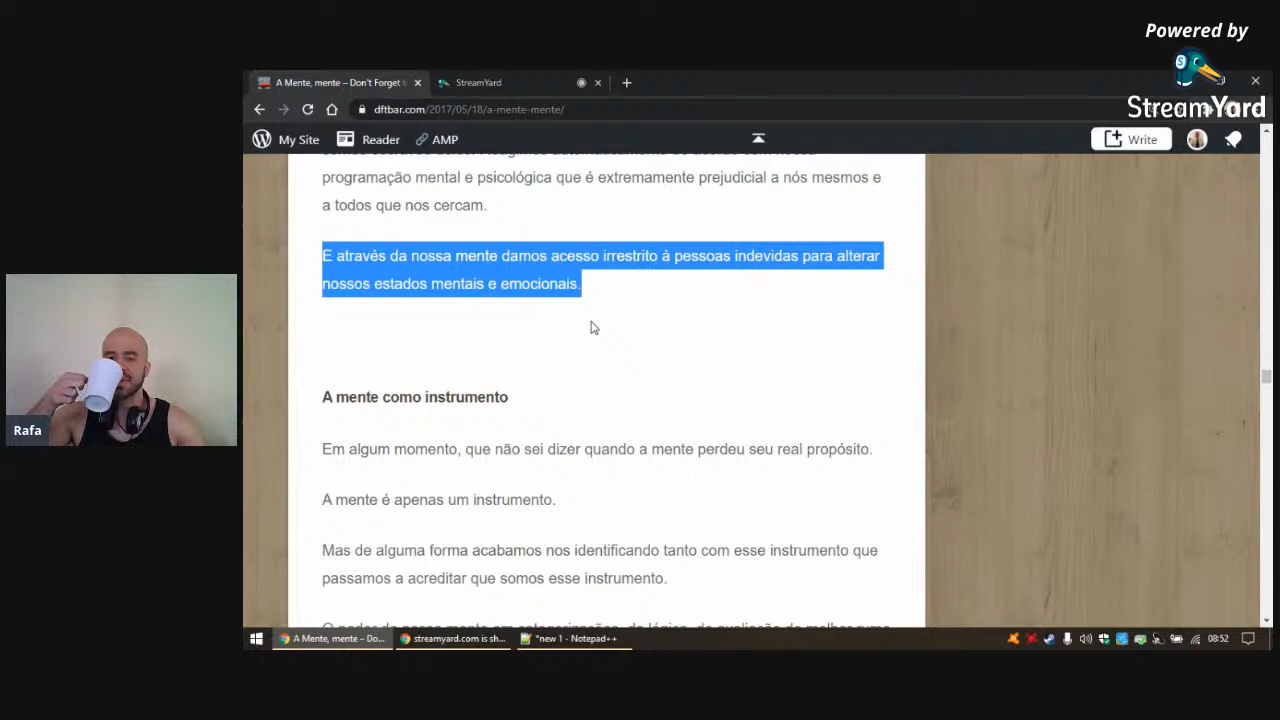 Powered by
StreamYard
A Mente, mente – Don't Forget
StreamYard
dftbar.com/2017/05/18/a-mente-mente/
My Site
Reader
AMP
Write
programação mental e psicológica que é extremamente prejudicial a nós mesmos e
a todos que nos cercam.
E através da nossa mente damos acesso irrestrito à pessoas indevidas para alterar
nossos estados mentais e emocionais.
A mente como instrumento
Em algum momento, que não sei dizer quando a mente perdeu seu real propósito.
A mente é apenas um instrumento.
Mas de alguma forma acabamos nos identificando tanto com esse instrumento que
passamos a acreditar que somos esse instrumento.
Rafa
A Mente, mente – Do...
streamyard.com is sh...
*new 1 - Notepad++
08:52